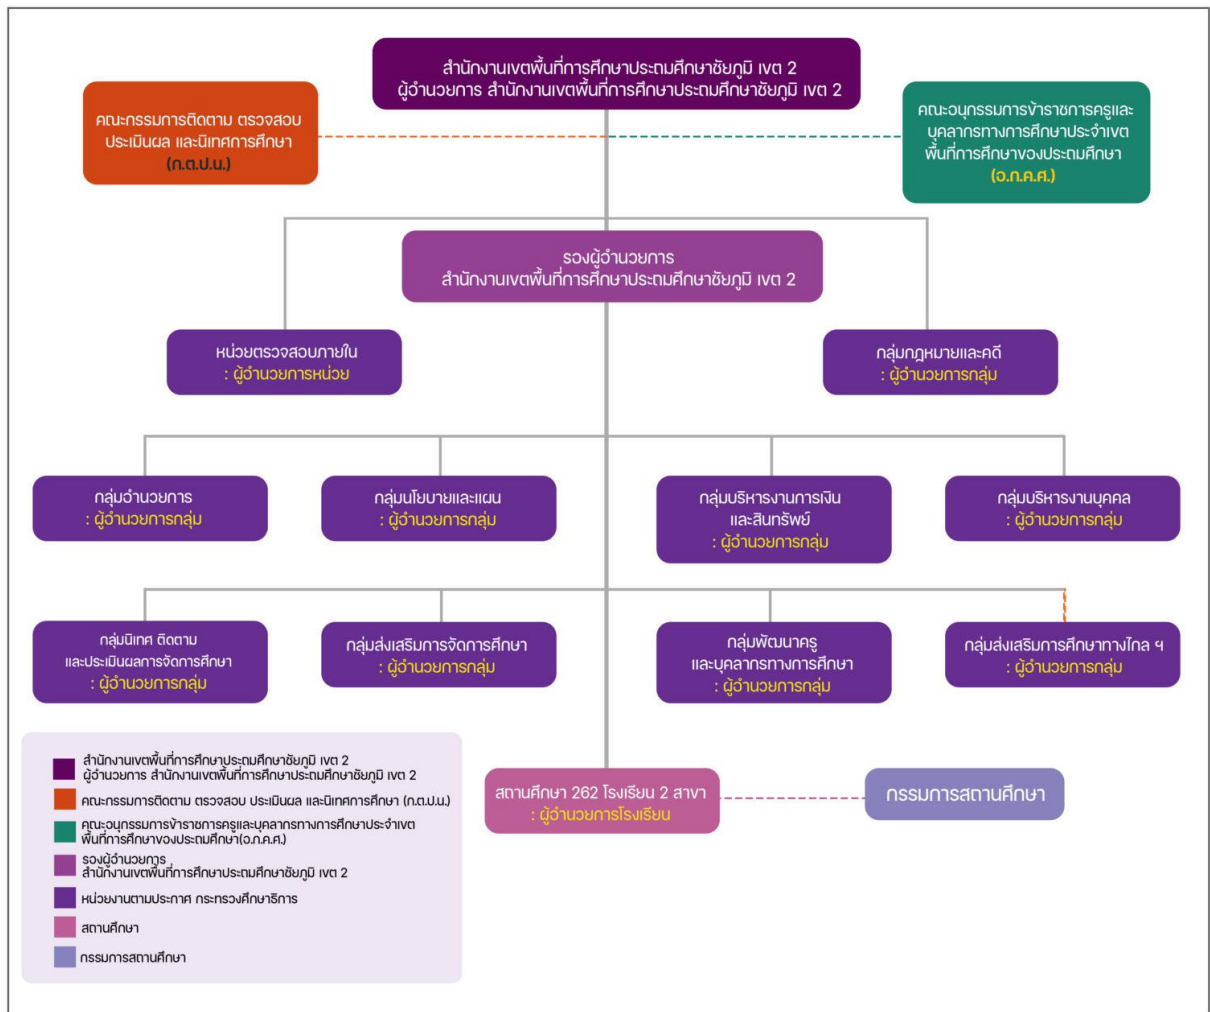 สำนักงานเขตพื้นที่การศึกษาประถมศึกษาชัยภูมิ เขต 2
ผู้อำนวยการ สำนักงานเขตพื้นที่การศึกษาประถมศึกษาชัยภูมิ เขต 2
คณะกรรมการติดตาม ตรวจสอบ
ประเมินผล และนิเทศการศึกษา
(ก.ต.ป.น.)
คณะอนุกรรมการข้าราชการครูและ
บุคลากรทางการศึกษาประจำเขต
พื้นที่การศึกษาของประถมศึกษา
(อ.ก.ค.ศ.)
รองผู้อำนวยการ
สำนักงานเขตพื้นที่การศึกษาประถมศึกษาชัยภูมิ เขต 2
หน่วยตรวจสอบภายใน
: ผู้อำนวยการหน่วย
กลุ่มกฎหมายและคดี
: ผู้อำนวยการกลุ่ม
กลุ่มอำนวยการ
: ผู้อำนวยการกลุ่ม
กลุ่มนโยบายและแผน
: ผู้อำนวยการกลุ่ม
กลุ่มบริหารงานการเงิน
และสินทรัพย์
: ผู้อำนวยการกลุ่ม
กลุ่มบริหารงานบุคคล
: ผู้อำนวยการกลุ่ม
กลุ่มนิเทศ ติดตาม
และประเมินผลการจัดการศึกษา
: ผู้อำนวยการกลุ่ม
กลุ่มส่งเสริมการจัดการศึกษา
: ผู้อำนวยการกลุ่ม
กลุ่มพัฒนาครู
และบุคลากรทางการศึกษา
: ผู้อำนวยการกลุ่ม
กลุ่มส่งเสริมการศึกษาทางไกล ฯ
: ผู้อำนวยการกลุ่ม
สถานศึกษา 262 โรงเรียน 2 สาขา
: ผู้อำนวยการโรงเรียน
กรรมการสถานศึกษา
สำนักงานเขตพื้นที่การศึกษาประถมศึกษาชัยภูมิ เขต 2
ผู้อำนวยการ สำนักงานเขตพื้นที่การศึกษาประถมศึกษาชัยภูมิ เขต 2
คณะกรรมการติดตาม ตรวจสอบ ประเมินผล และนิเทศการศึกษา (ก.ต.ป.น.)
คณะอนุกรรมการข้าราชการครูและบุคลากรทางการศึกษาประจำเขต
พื้นที่การศึกษาของประถมศึกษา(อ.ก.ค.ศ.)
รองผู้อำนวยการ
สำนักงานเขตพื้นที่การศึกษาประถมศึกษาชัยภูมิ เขต 2
หน่วยงานตามประกาศ กระทรวงศึกษาธิการ
สถานศึกษา
กรรมการสถานศึกษา